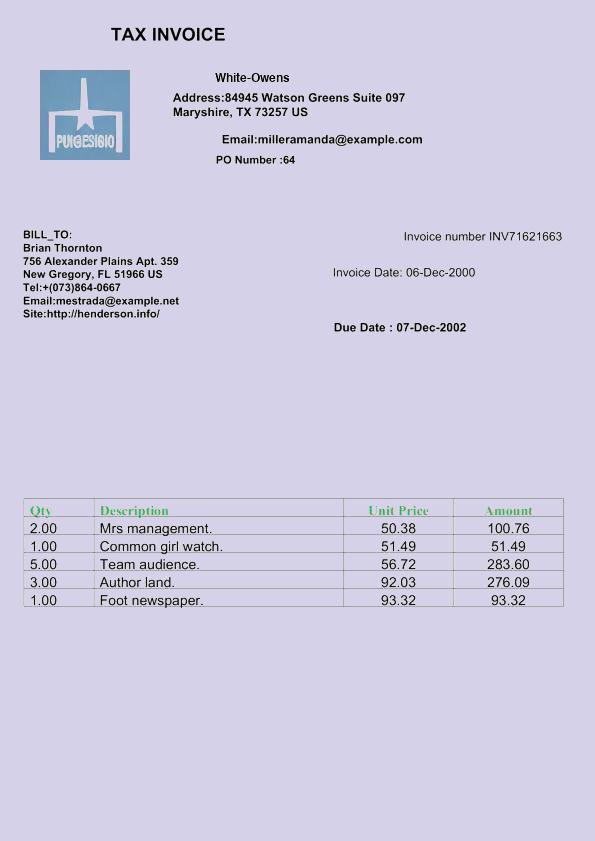 TAX INVOICE
PUIGESIGIO
White-Owens
Address:84945 Watson Greens Suite 097
Maryshire, TX 73257 US
Email:milleramanda@example.com
PO Number :64
BILL_TO:
Brian Thornton
756 Alexander Plains Apt. 359
New Gregory, FL 51966 US
Tel:+(073)864-0667
Email:mestrada@example.net
Site:http://henderson.info/
Invoice number INV71621663
Invoice Date: 06-Dec-2000
Due Date : 07-Dec-2002
Qty Description Unit Price Amount
2.00 Mrs management. 50.38 100.76
1.00 Common girl watch. 51.49 51.49
5.00 Team audience. 56.72 283.60
3.00 Author land. 92.03 276.09
1.00 Foot newspaper. 93.32 93.32